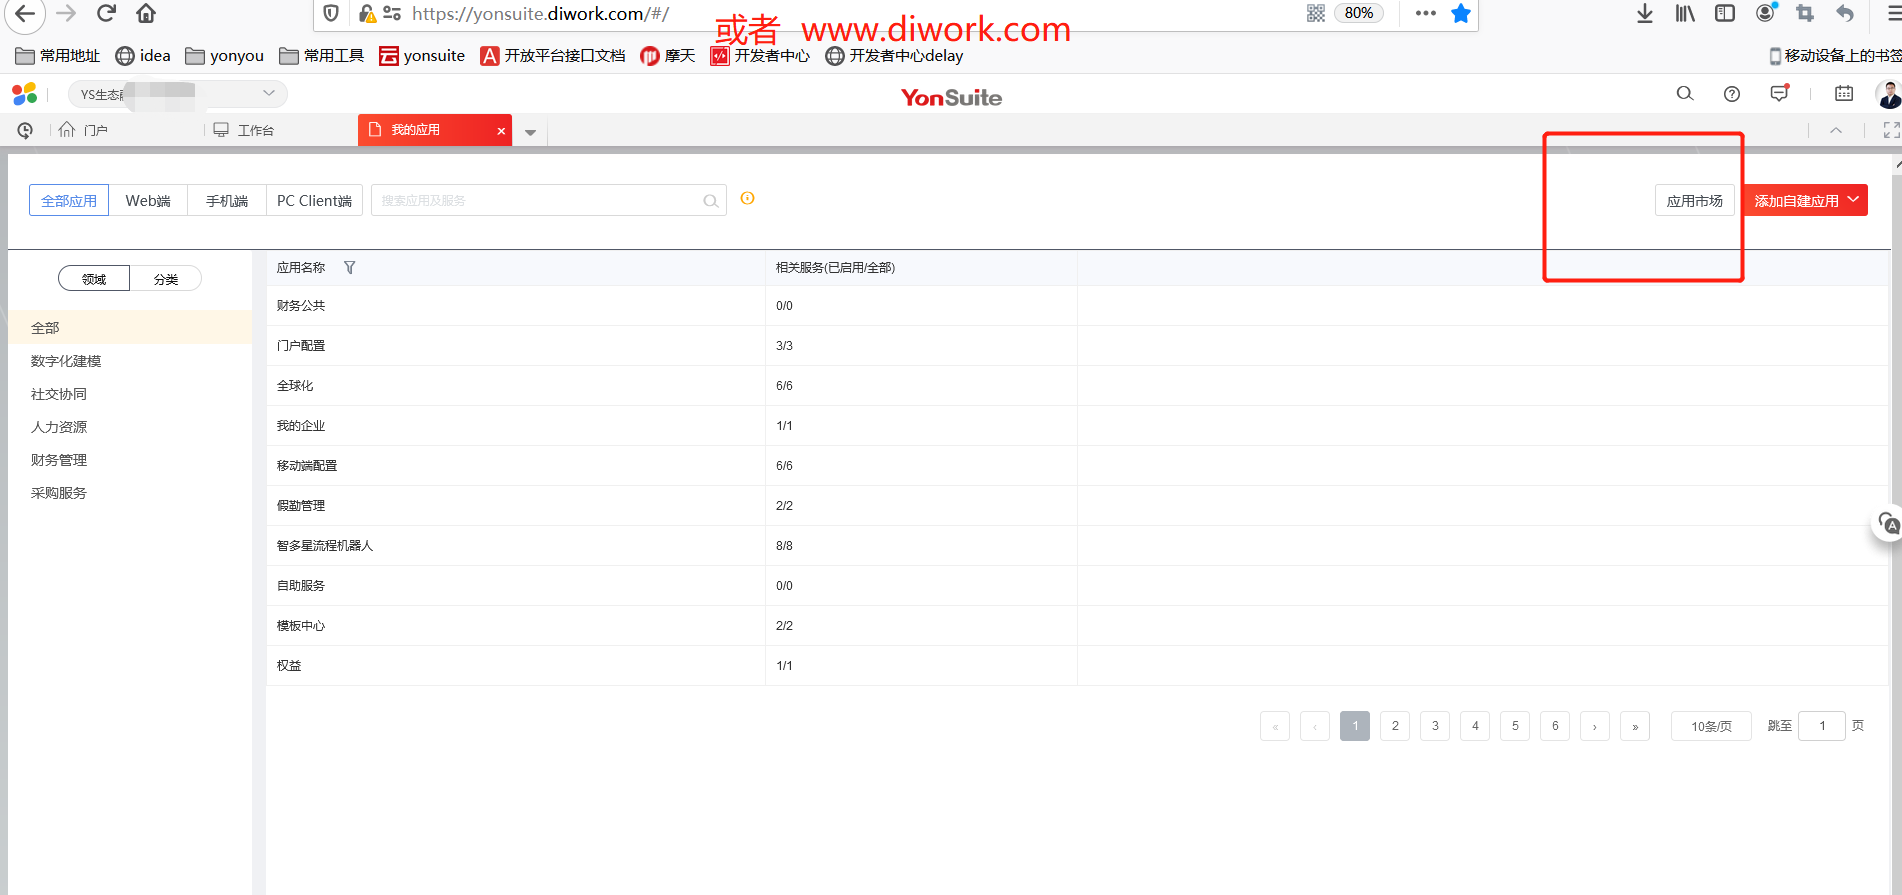 https://yonsuite.diwork.com/#/
80%
或者 www.diwork.com
常用地址 idea yonyou 常用工具 yonsuite 开放平台接口文档 摩天 开发者中心 开发者中心delay 移动设备上的书签
YS生态
YonSuite
门户 工作台 我的应用
全部应用 Web端 手机端 PC Client端 搜索应用及服务 应用市场 添加自建应用
领域 分类
应用名称 相关服务(已启用/全部)
全部
数字化建模
社交协同
人力资源
财务管理
采购服务
财务公共 0/0
门户配置 3/3
全球化 6/6
我的企业 1/1
移动端配置 6/6
假勤管理 2/2
智多星流程机器人 8/8
自助服务 0/0
模板中心 2/2
权益 1/1
« ‹ 1 2 3 4 5 6 › » 10条/页 跳至 1 页